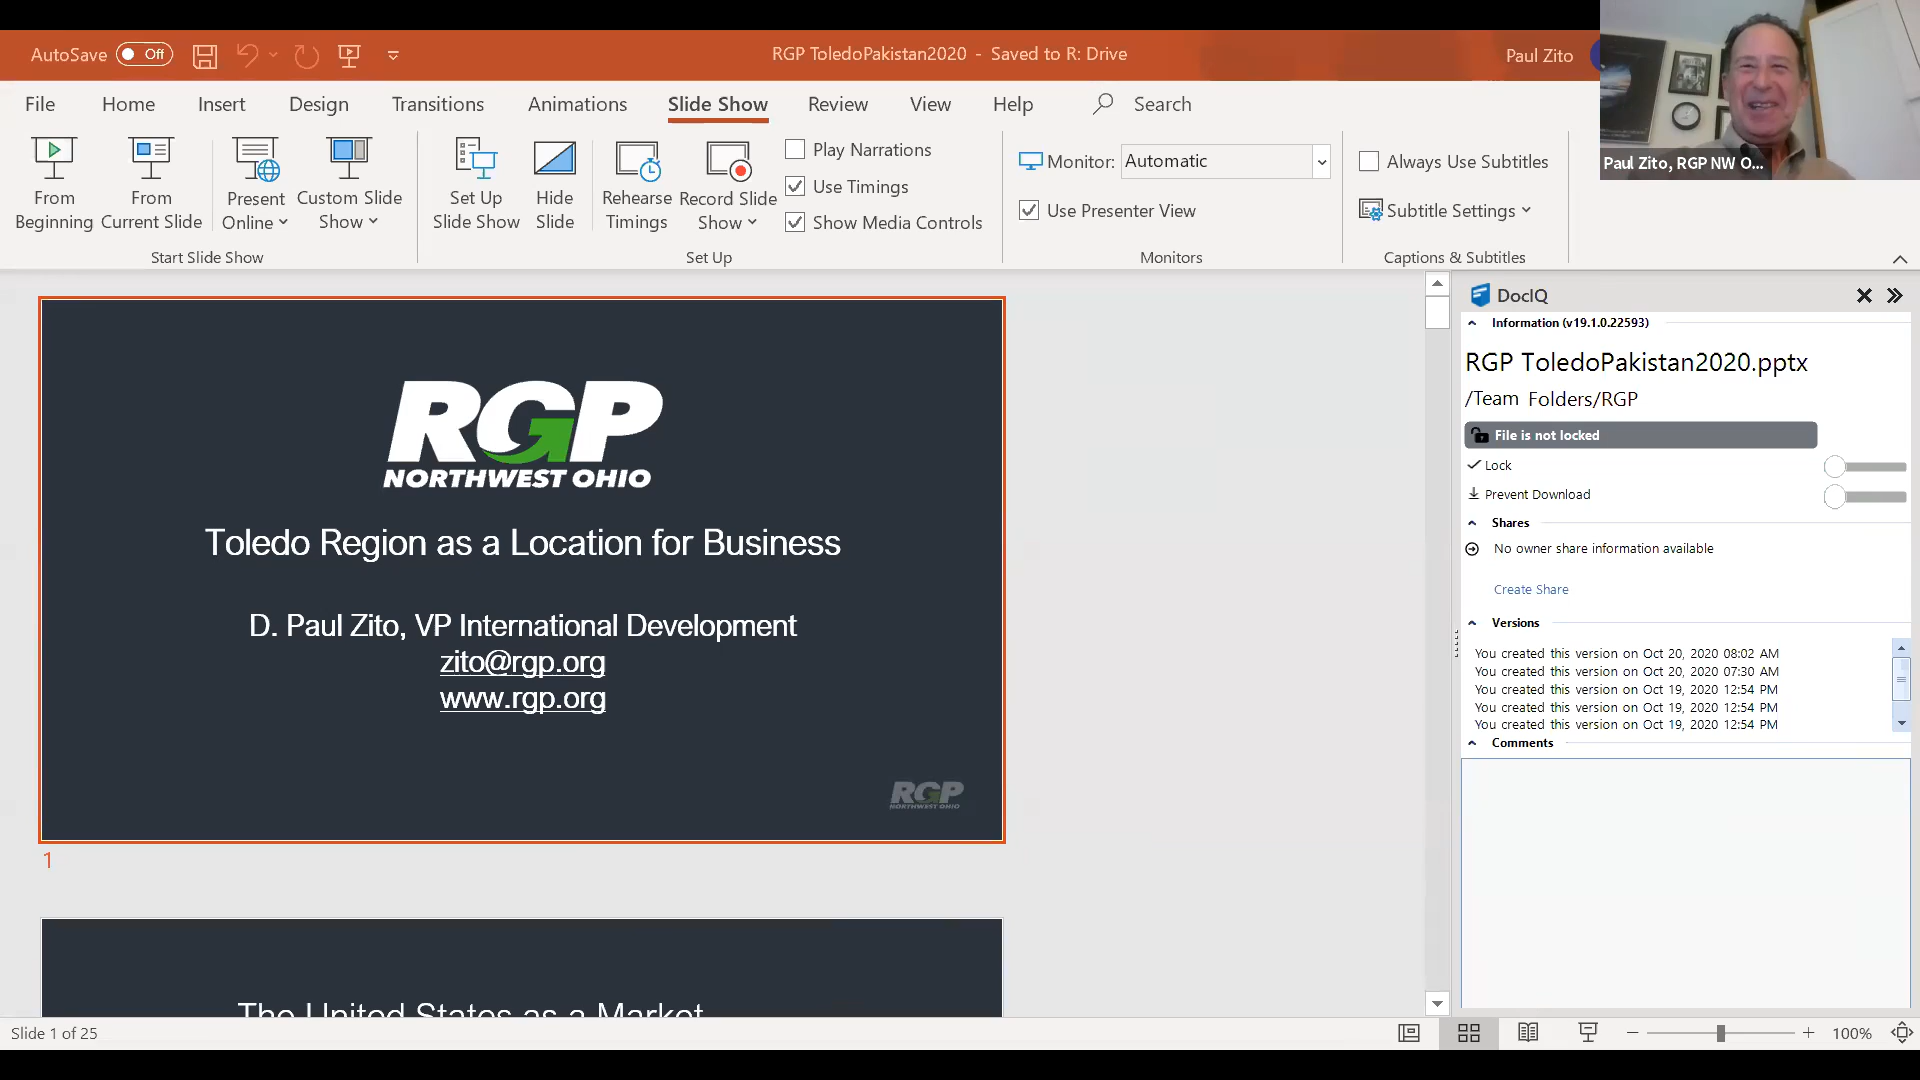 AutoSave Off
RGP ToledoPakistan2020 - Saved to R: Drive
Paul Zito
File Home Insert Design Transitions Animations Slide Show Review View Help Search
From Beginning
From Current Slide
Present Online
Custom Slide Show
Start Slide Show
Set Up Slide Show
Hide Slide
Rehearse Timings
Record Slide Show
Play Narrations
Use Timings
Show Media Controls
Set Up
Monitor: Automatic
Use Presenter View
Monitors
Always Use Subtitles
Subtitle Settings
Captions & Subtitles
Paul Zito, RGP NW O...
RGP
NORTHWEST OHIO
Toledo Region as a Location for Business
D. Paul Zito, VP International Development
zito@rgp.org
www.rgp.org
RGP
NORTHWEST OHIO
1
The United States as a Market
DocIQ
Information (v19.1.0.22593)
RGP ToledoPakistan2020.pptx
/Team Folders/RGP
File is not locked
Lock
Prevent Download
Shares
No owner share information available
Create Share
Versions
You created this version on Oct 20, 2020 08:02 AM
You created this version on Oct 20, 2020 07:30 AM
You created this version on Oct 19, 2020 12:54 PM
You created this version on Oct 19, 2020 12:54 PM
You created this version on Oct 19, 2020 12:54 PM
Comments
Slide 1 of 25
100%